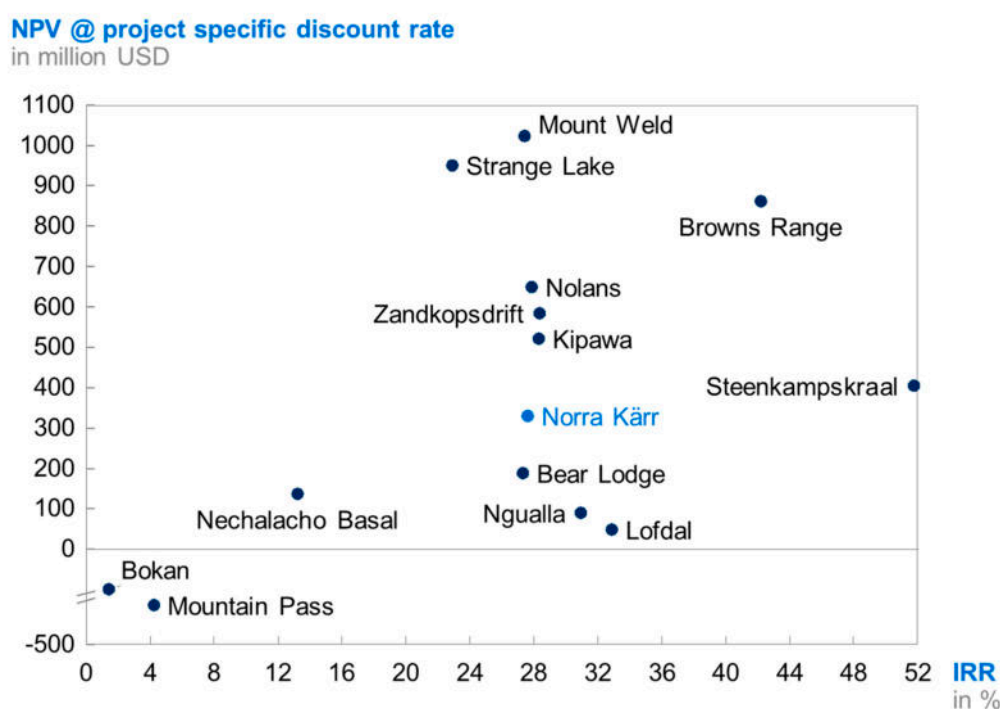 NPV @ project specific discount rate
in million USD
1100
1000
900
800
700
600
500
400
300
200
100
0
-500
Mount Weld
Strange Lake
Browns Range
Nolans
Zandkopsdrift
Kipawa
Steenkampskraal
Norra Kärr
Bear Lodge
Nechalacho Basal
Ngualla
Lofdal
Bokan
Mountain Pass
0 4 8 12 16 20 24 28 32 36 40 44 48 52
IRR
in %